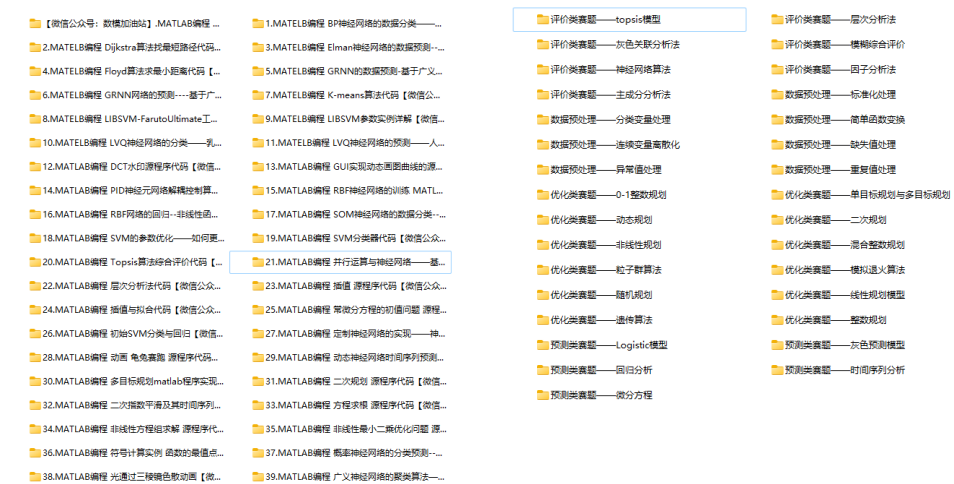 【微信公众号：数模加油站】.MATLAB编程 ...
1.MATELB编程 BP神经网络的数据分类——...
2.MATELB编程 Dijkstra算法找最短路径代码...
3.MATELB编程 Elman神经网络的数据预测--...
4.MATELB编程 Floyd算法求最小距离代码【...
5.MATELB编程 GRNN的数据预测-基于广义...
6.MATELB编程 GRNN网络的预测----基于广...
7.MATELB编程 K-means算法代码【微信公...
8.MATELB编程 LIBSVM-FarutoUltimate工...
9.MATELB编程 LIBSVM参数实例详解【微信...
10.MATELB编程 LVQ神经网络的分类——乳...
11.MATELB编程 LVQ神经网络的预测——人...
12.MATLAB编程 DCT水印源程序代码【微信...
13.MATLAB编程 GUI实现动态画图曲线的源...
14.MATLAB编程 PID神经元网络解耦控制算...
15.MATLAB编程 RBF神经网络的训练 MATL...
16.MATLAB编程 RBF网络的回归--非线性函...
17.MATLAB编程 SOM神经网络的数据分类--...
18.MATLAB编程 SVM的参数优化——如何更...
19.MATLAB编程 SVM分类器代码【微信公众...
20.MATLAB编程 Topsis算法综合评价代码【...
21.MATLAB编程 并行运算与神经网络——基...
22.MATLAB编程 层次分析法代码【微信公众...
23.MATLAB编程 插值 源程序代码【微信公众...
24.MATLAB编程 插值与拟合代码【微信公众...
25.MATLAB编程 常微分方程的初值问题 源程...
26.MATLAB编程 初始SVM分类与回归【微信...
27.MATLAB编程 定制神经网络的实现——神...
28.MATLAB编程 动画 龟兔赛跑 源程序代码...
29.MATLAB编程 动态神经网络时间序列预测...
30.MATLAB编程 多目标规划matlab程序实现...
31.MATLAB编程 二次规划 源程序代码【微信...
32.MATLAB编程 二次指数平滑及其时间序列...
33.MATLAB编程 方程求根 源程序代码【微信...
34.MATLAB编程 非线性方程组求解 源程序代...
35.MATLAB编程 非线性最小二乘优化问题 源...
36.MATLAB编程 符号计算实例 函数的最值点...
37.MATLAB编程 概率神经网络的分类预测--...
38.MATLAB编程 光通过三棱镜色散动画【微...
39.MATLAB编程 广义神经网络的聚类算法—...
评价类赛题——topsis模型
评价类赛题——层次分析法
评价类赛题——灰色关联分析法
评价类赛题——模糊综合评价
评价类赛题——神经网络算法
评价类赛题——因子分析法
评价类赛题——主成分分析法
数据预处理——标准化处理
数据预处理——分类变量处理
数据预处理——简单函数变换
数据预处理——连续变量离散化
数据预处理——缺失值处理
数据预处理——异常值处理
数据预处理——重复值处理
优化类赛题——0-1整数规划
优化类赛题——单目标规划与多目标规划
优化类赛题——动态规划
优化类赛题——二次规划
优化类赛题——非线性规划
优化类赛题——混合整数规划
优化类赛题——粒子群算法
优化类赛题——模拟退火算法
优化类赛题——随机规划
优化类赛题——线性规划模型
优化类赛题——遗传算法
优化类赛题——整数规划
预测类赛题——Logistic模型
预测类赛题——灰色预测模型
预测类赛题——回归分析
预测类赛题——时间序列分析
预测类赛题——微分方程